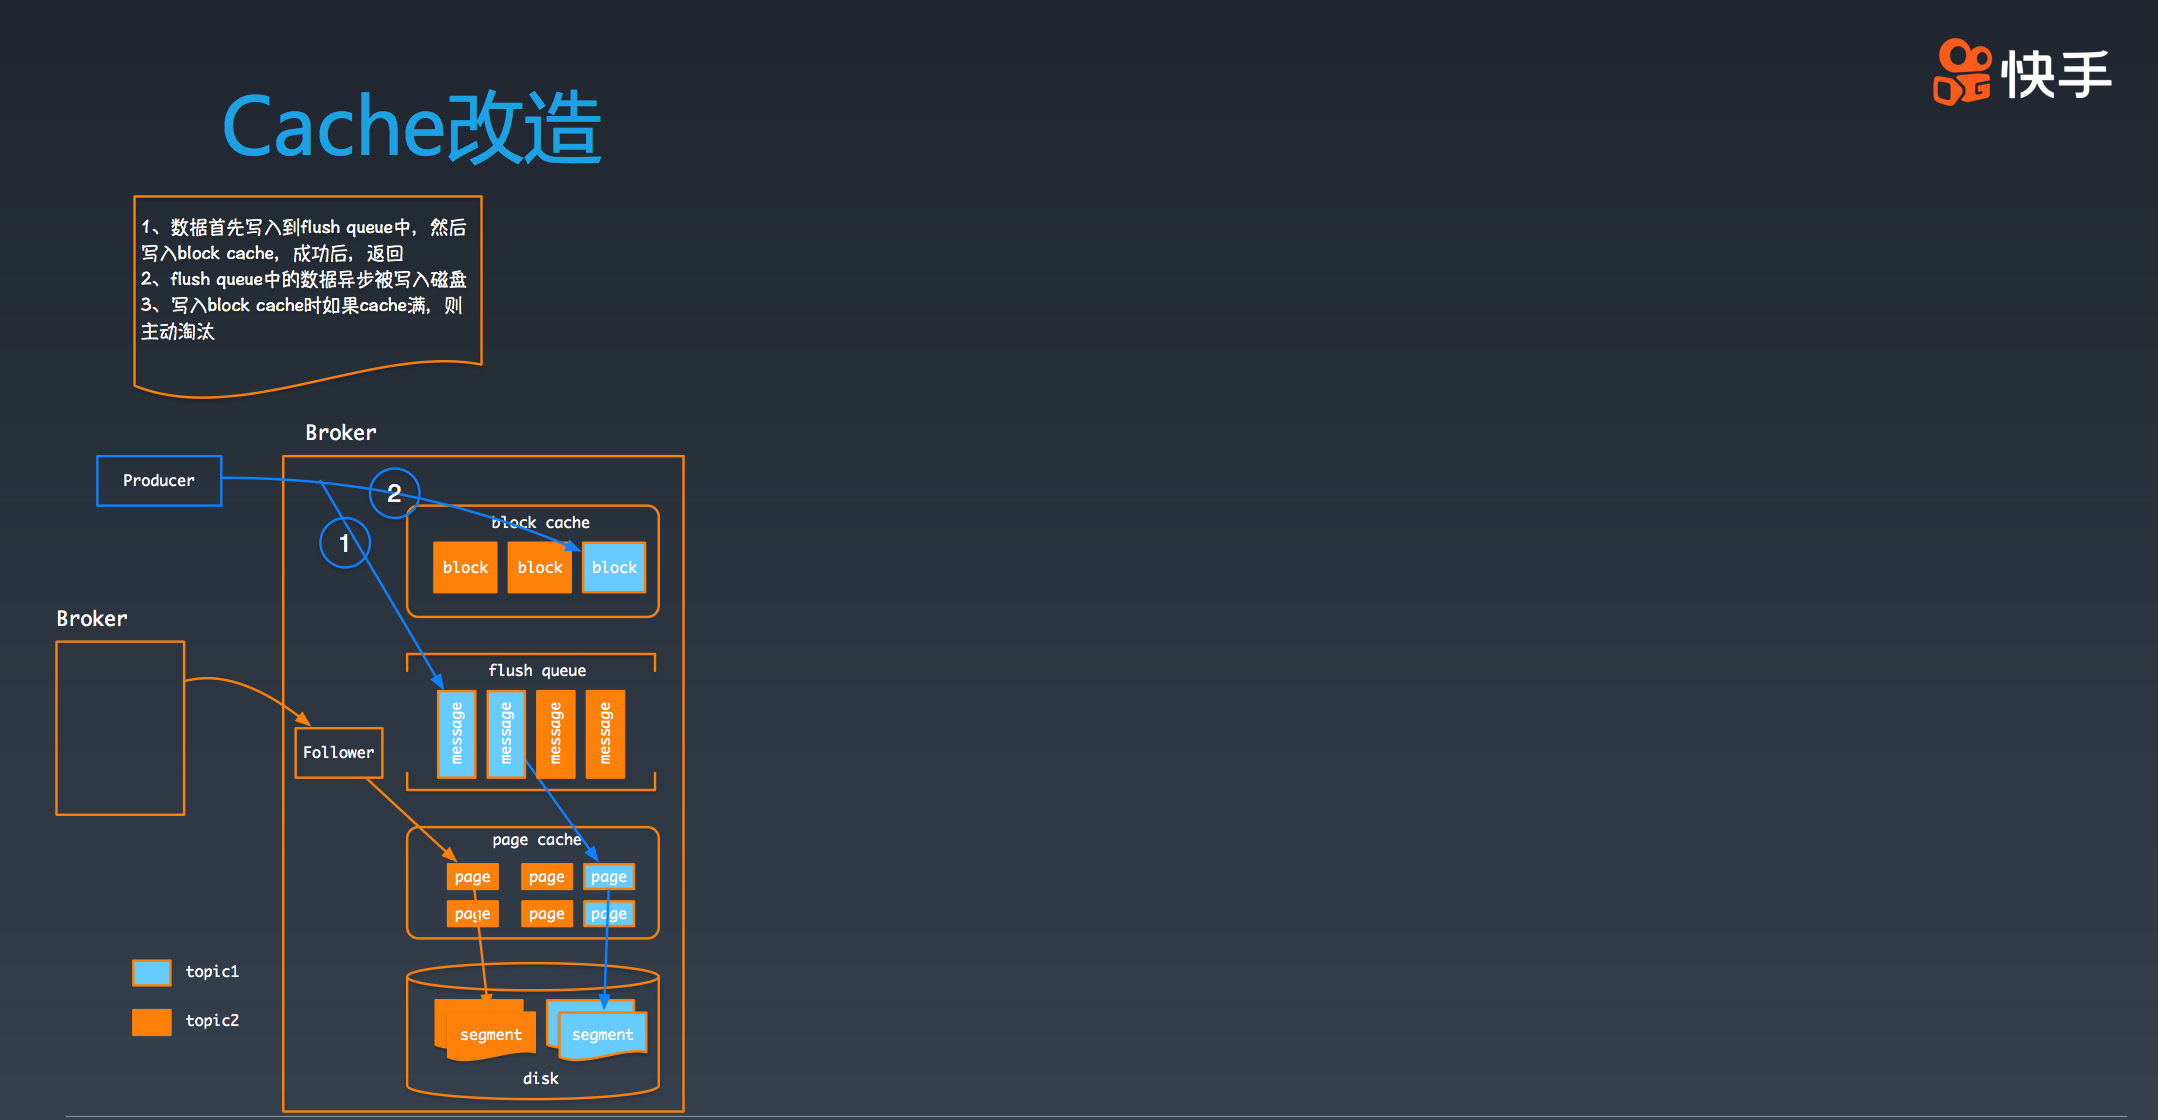 快手
Cache改造
1、数据首先写入到flush queue中，然后
写入block cache，成功后，返回
2、flush queue中的数据异步被写入磁盘
3、写入block cache时如果cache满，则
主动淘汰
Broker
Producer
2
block cache
1
block block block
Broker
flush queue
message message message message
Follower
page cache
page page page
page page page
topic1
topic2
segment segment
disk